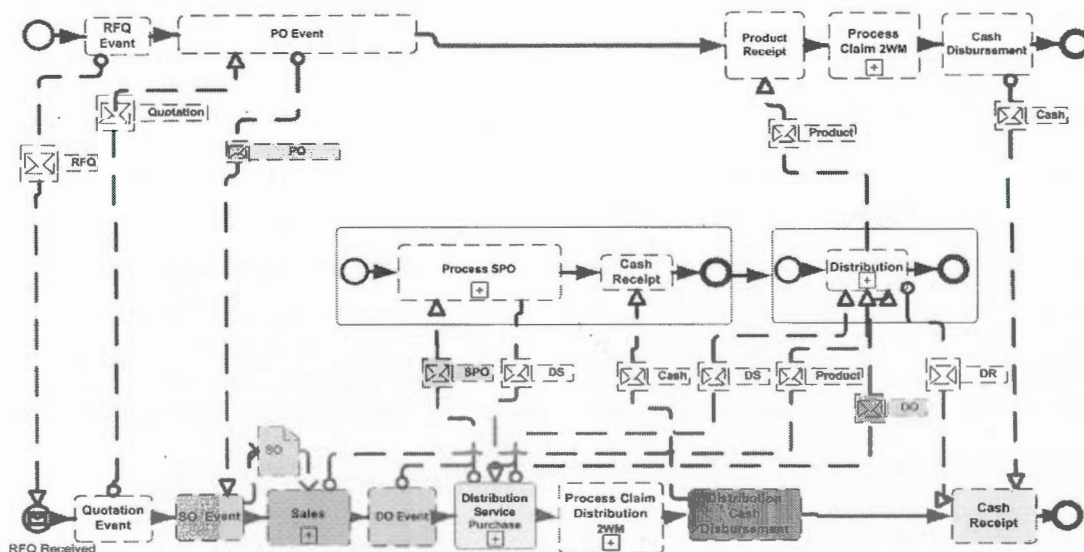 RFQ
Event
PO Event
Product
Receipt
Process
Claim 2WM
Cash
Disbursement
Quotation
RFQ
PO
Product
Cash
Process SPO
Cash
Receipt
Distribution
SPO
DS
Cash
DS
Product
DR
DO
SO
Quotation
Event
SO Event
Sales
DO Event
Distribution
Service
Purchase
Process Claim
Distribution
2WM
Distribution
Cash
Disbursement
Cash
Receipt
RFQ Received